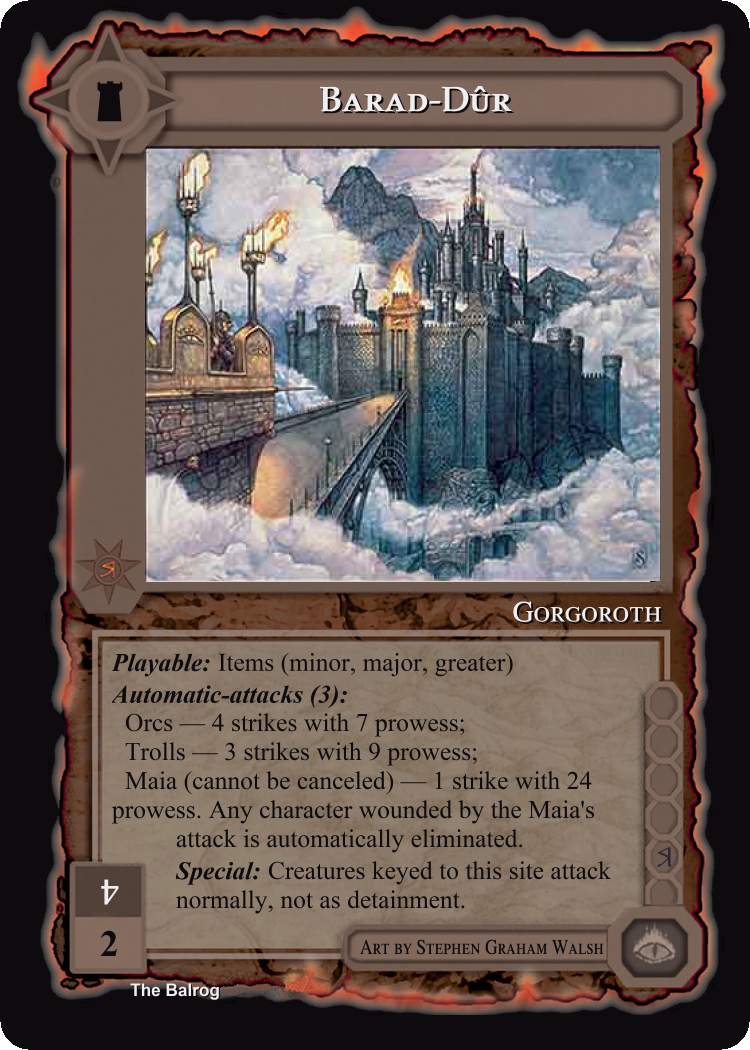 Barad-Dûr
Gorgoroth
Playable: Items (minor, major, greater)
Automatic-attacks (3):
Orcs — 4 strikes with 7 prowess;
Trolls — 3 strikes with 9 prowess;
Maia (cannot be canceled) — 1 strike with 24
prowess. Any character wounded by the Maia's
attack is automatically eliminated.
Special: Creatures keyed to this site attack
normally, not as detainment.
4
2
Art by Stephen Graham Walsh
The Balrog